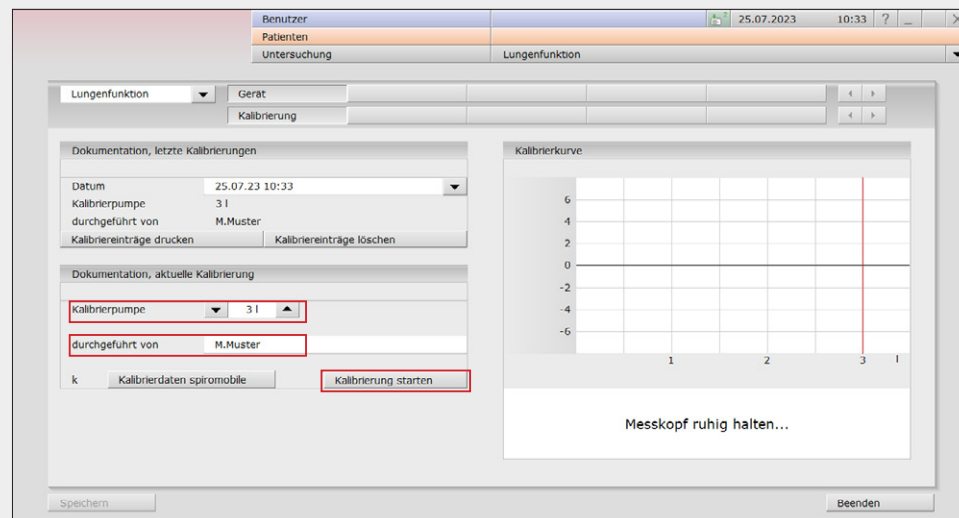 Benutzer 2 25.07.2023 10:33 ?
Patienten
Untersuchung Lungenfunktion
Lungenfunktion Gerät
Kalibrierung
Dokumentation, letzte Kalibrierungen
Datum 25.07.23 10:33
Kalibrierpumpe 3 l
durchgeführt von M.Muster
Kalibriereinträge drucken Kalibriereinträge löschen
Dokumentation, aktuelle Kalibrierung
Kalibrierpumpe 3 l
durchgeführt von M.Muster
k Kalibrierdaten spiromobile Kalibrierung starten
Kalibrierkurve
6
4
2
0
-2
-4
-6
1 2 3 l
Messkopf ruhig halten...
Speichern Beenden